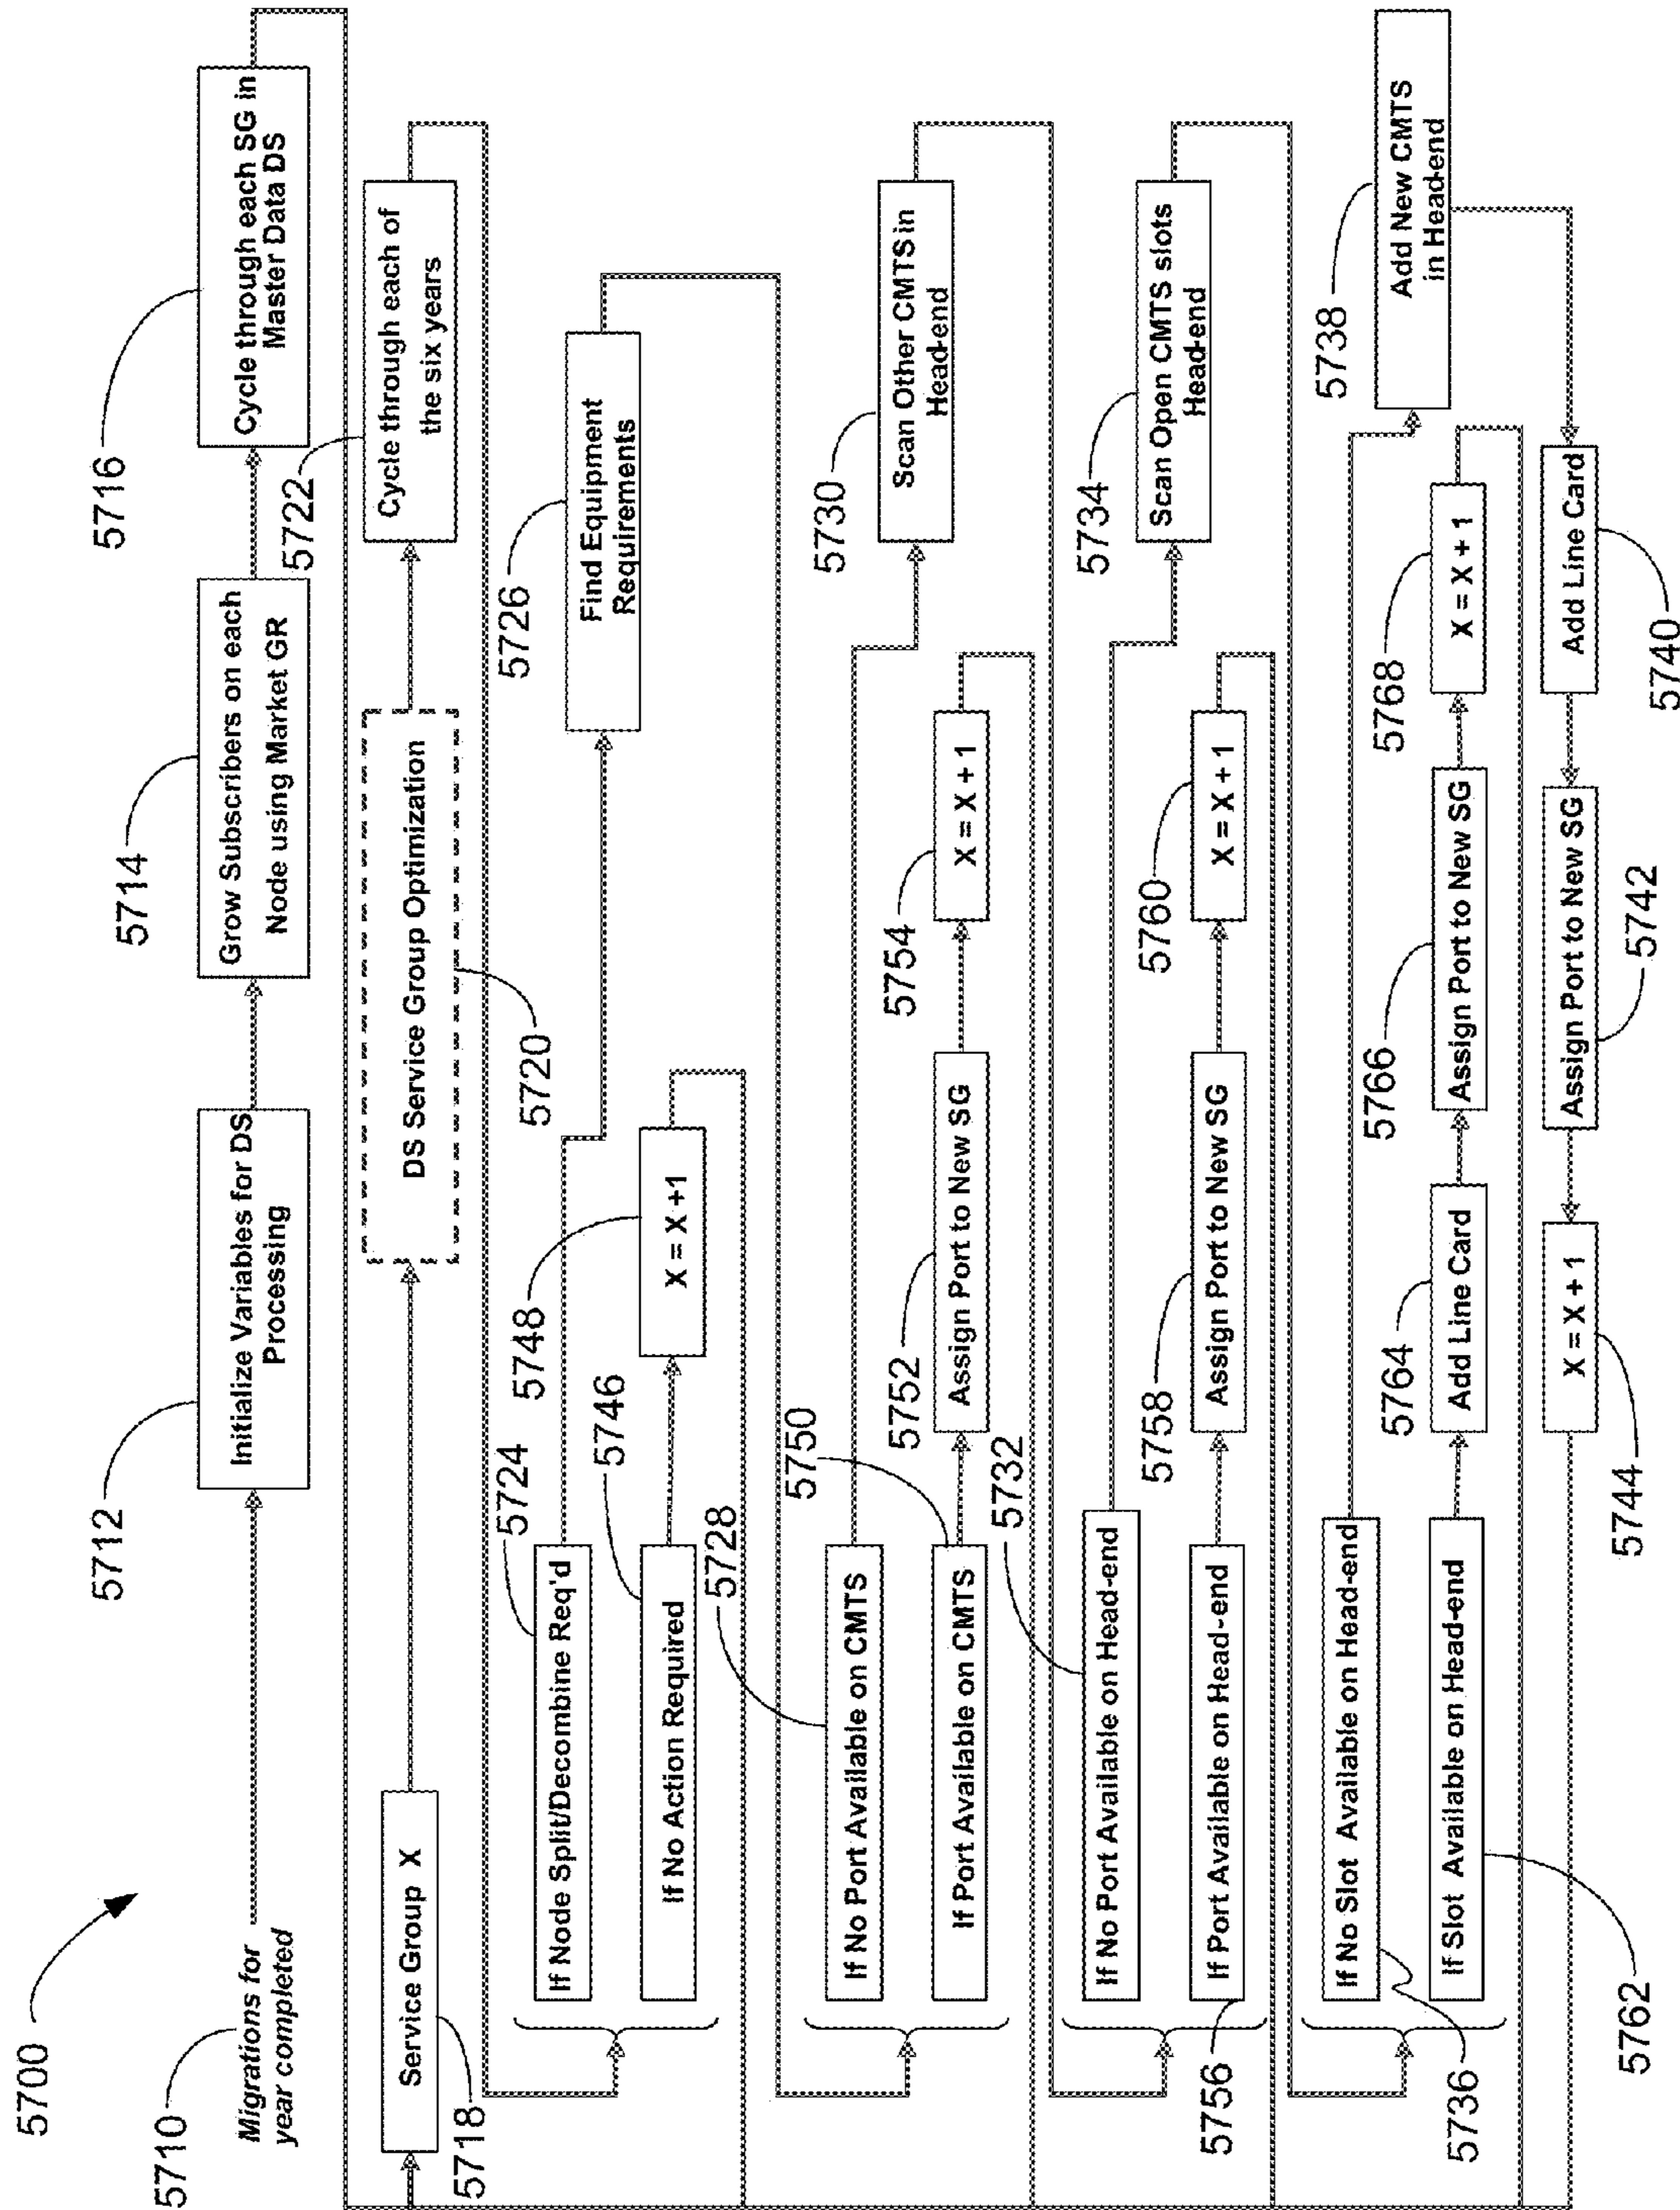 5700
5710
Migrations for
year completed
5712
Initialize Variables for DS
Processing
5714
Grow Subscribers on each
Node using Market GR
5716
Cycle through each SG in
Master Data DS
Service Group X
5718
DS Service Group Optimization
5720
5722
Cycle through each of
the six years
5724
If Node Split/Decombine Req'd
5726
Find Equipment
Requirements
5746
If No Action Required
5748
X = X +1
5728
If No Port Available on CMTS
5730
Scan Other CMTS in
Head-end
5750
If Port Available on CMTS
5752
Assign Port to New SG
5754
X = X + 1
5732
If No Port Available on Head-end
5734
Scan Open CMTS slots
Head-end
5756
If Port Available on Head-end
5758
Assign Port to New SG
5760
X = X + 1
5736
If No Slot Available on Head-end
5738
Add New CMTS
in Head-end
5762
If Slot Available on Head-end
5764
Add Line Card
5766
Assign Port to New SG
5768
X = X + 1
5744
X = X + 1
5742
Assign Port to New SG
5740
Add Line Card